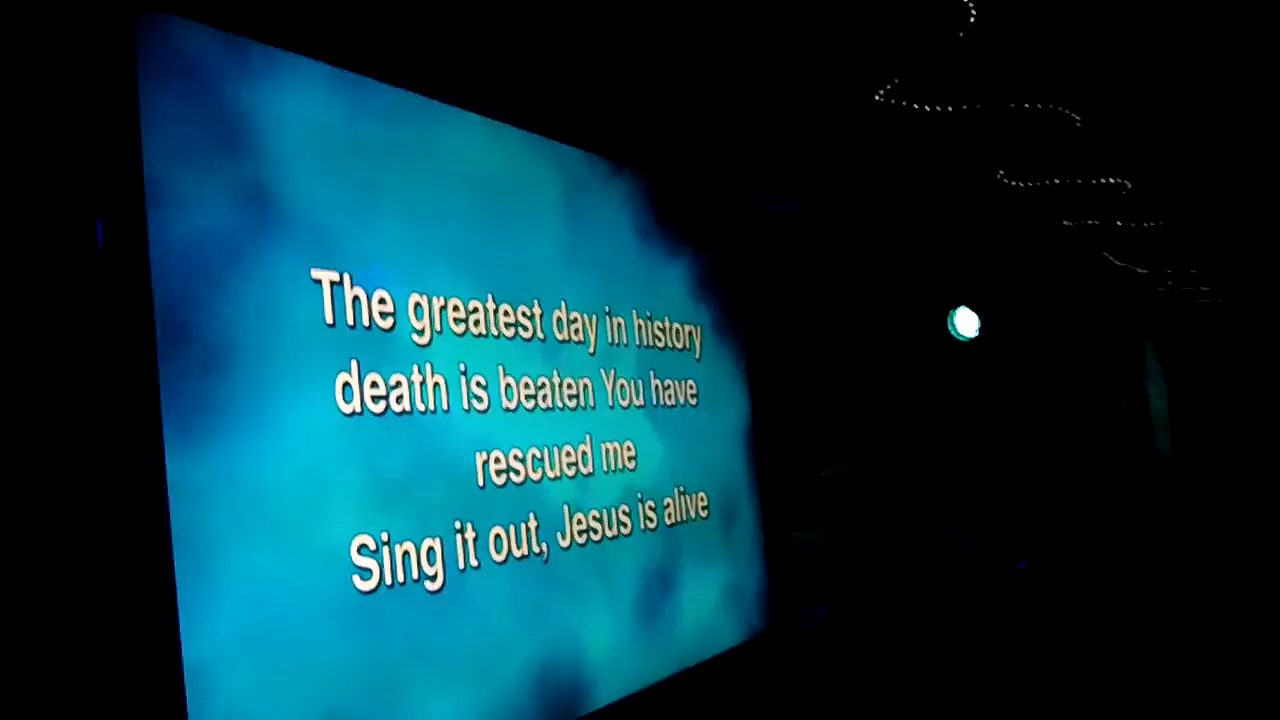 The greatest day in history
death is beaten You have
rescued me
Sing it out, Jesus is alive